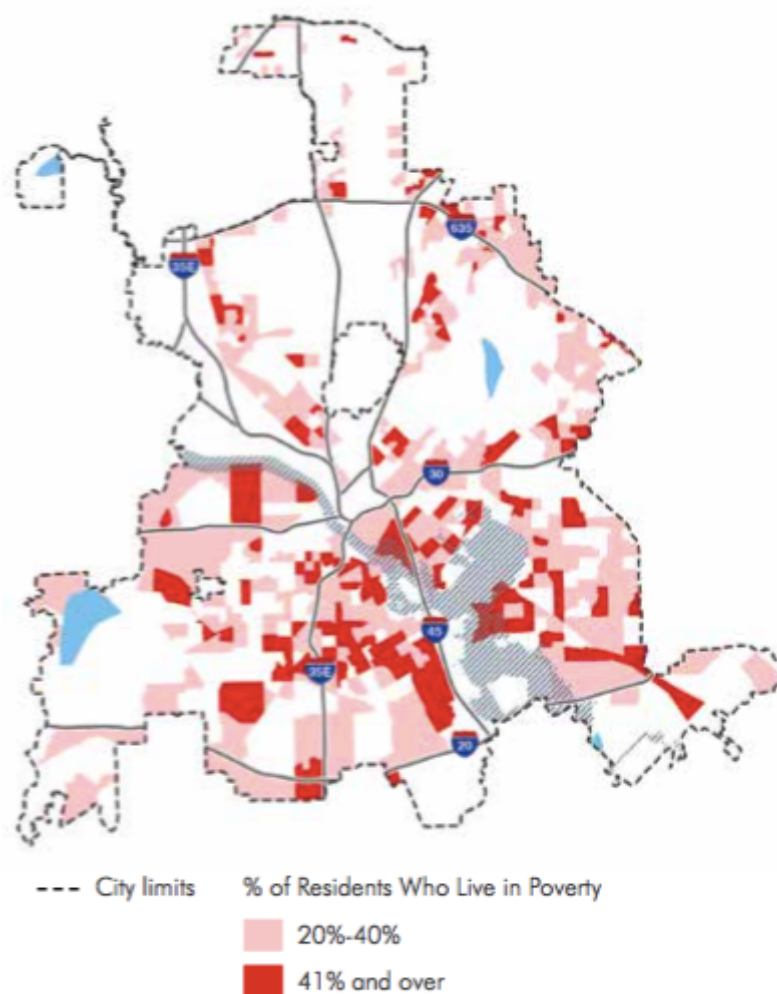 635
35E
30
45
35E
20
--- City limits
% of Residents Who Live in Poverty
20%-40%
41% and over